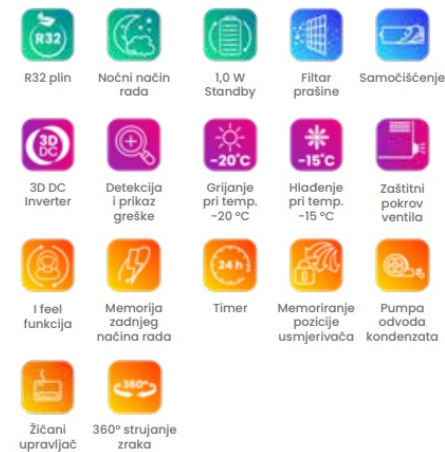 R32
R32 plin
Noćni način
rada
1,0 W
Standby
Filtar
prašine
Samočišćenje
3D
DC
3D DC
Inverter
Detekcija
i prikaz
greške
-20°C
Grijanje
pri temp.
-20 °C
-15°C
Hlađenje
pri temp.
-15 °C
Zaštitni
pokrov
ventila
I feel
funkcija
Memorija
zadnjeg
načina rada
24 h
Timer
Memoriranje
pozicije
usmjerivača
Pumpa
odvoda
kondenzata
Žičani
upravljač
360°
360° strujanje
zraka